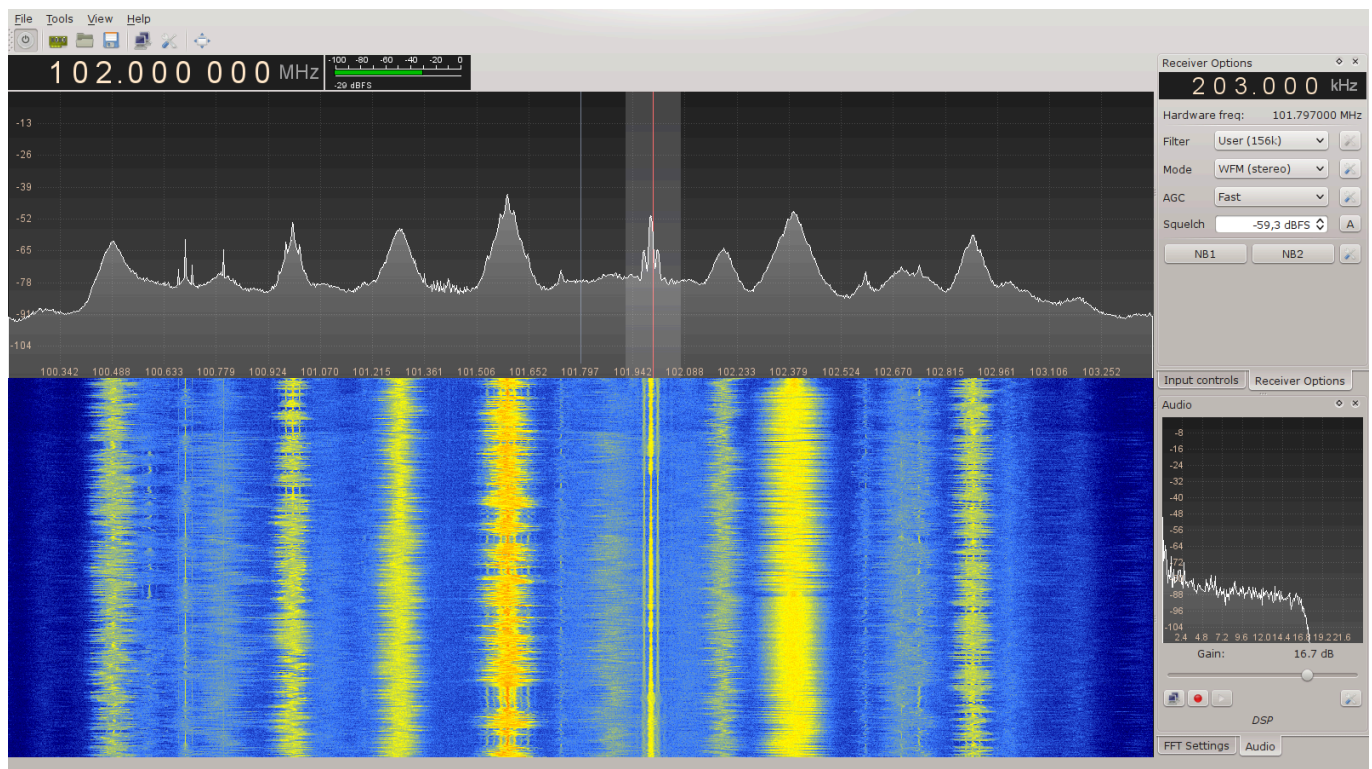 File Tools View Help
102.000 000 MHz
-100 -80 -60 -40 -20 0
-29 dBFS
-13
-26
-39
-52
-65
-78
-91
-104
100.342 100.488 100.633 100.779 100.924 101.070 101.215 101.361 101.506 101.652 101.797 101.942 102.088 102.233 102.379 102.524 102.670 102.815 102.961 103.106 103.252
Receiver Options
203.000 kHz
Hardware freq: 101.797000 MHz
Filter User (156k)
Mode WFM (stereo)
AGC Fast
Squelch -59,3 dBFS A
NB1 NB2
Input controls Receiver Options
Audio
-8
-16
-24
-32
-40
-48
-56
-64
-72
-88
-96
-104
2.4 4.8 7.2 9.6 12.0 14.4 16.8 19.2 21.6
Gain: 16.7 dB
DSP
FFT Settings Audio